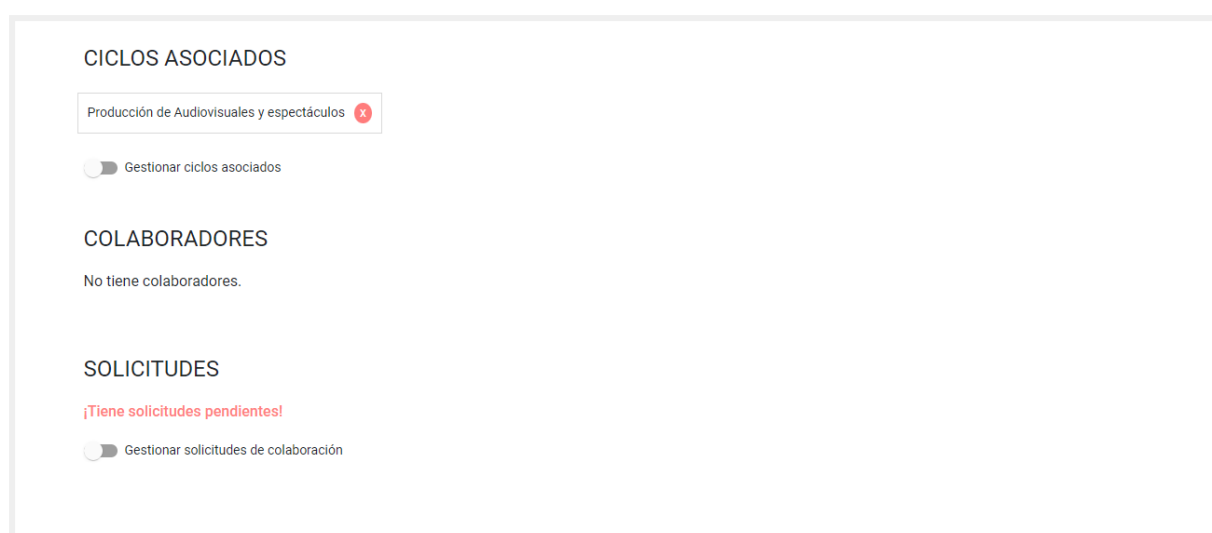 CICLOS ASOCIADOS
Producción de Audiovisuales y espectáculos x
Gestionar ciclos asociados
COLABORADORES
No tiene colaboradores.
SOLICITUDES
¡Tiene solicitudes pendientes!
Gestionar solicitudes de colaboración